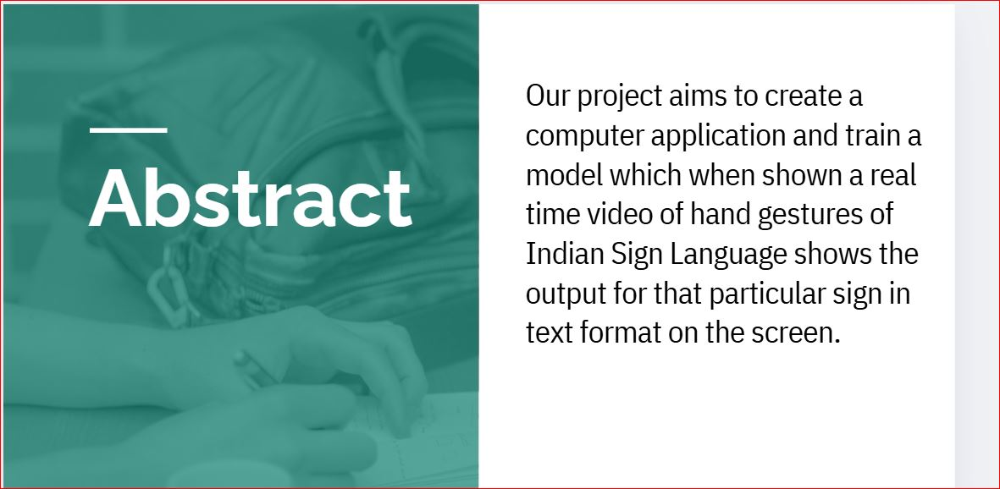 Abstract
Our project aims to create a
computer application and train a
model which when shown a real
time video of hand gestures of
Indian Sign Language shows the
output for that particular sign in
text format on the screen.